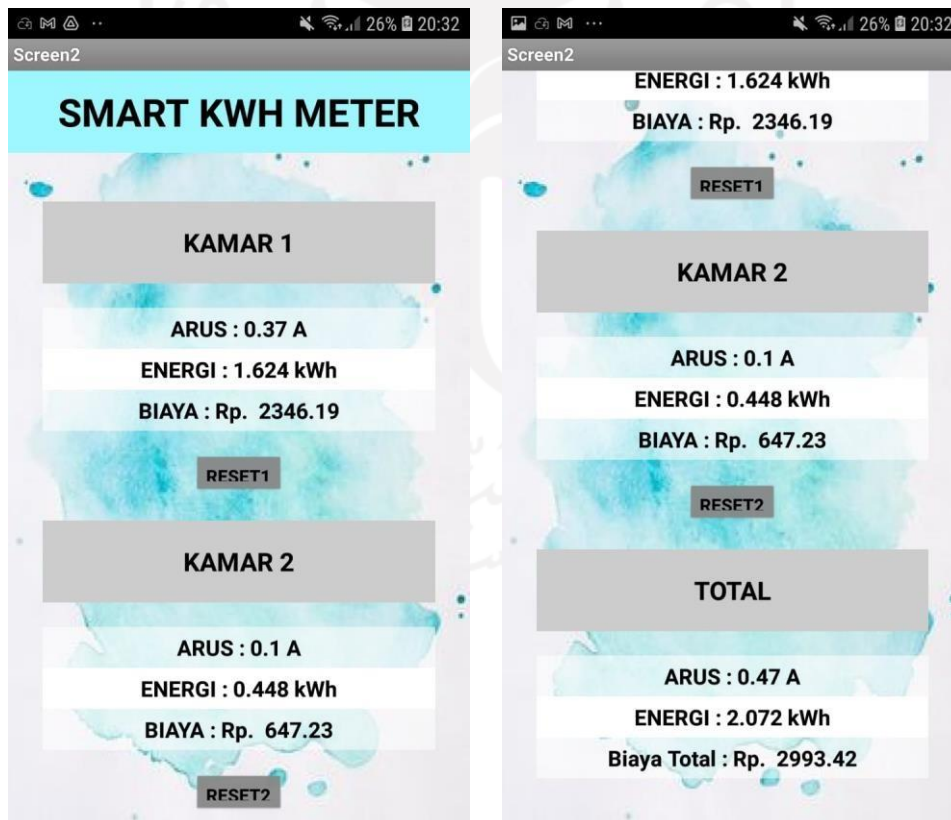 26% 20:32
Screen2
SMART KWH METER
KAMAR 1
ARUS : 0.37 A
ENERGI : 1.624 kWh
BIAYA : Rp. 2346.19
RESET1
KAMAR 2
ARUS : 0.1 A
ENERGI : 0.448 kWh
BIAYA : Rp. 647.23
RESET2
26% 20:32
Screen2
ENERGI : 1.624 kWh
BIAYA : Rp. 2346.19
RESET1
KAMAR 2
ARUS : 0.1 A
ENERGI : 0.448 kWh
BIAYA : Rp. 647.23
RESET2
TOTAL
ARUS : 0.47 A
ENERGI : 2.072 kWh
Biaya Total : Rp. 2993.42